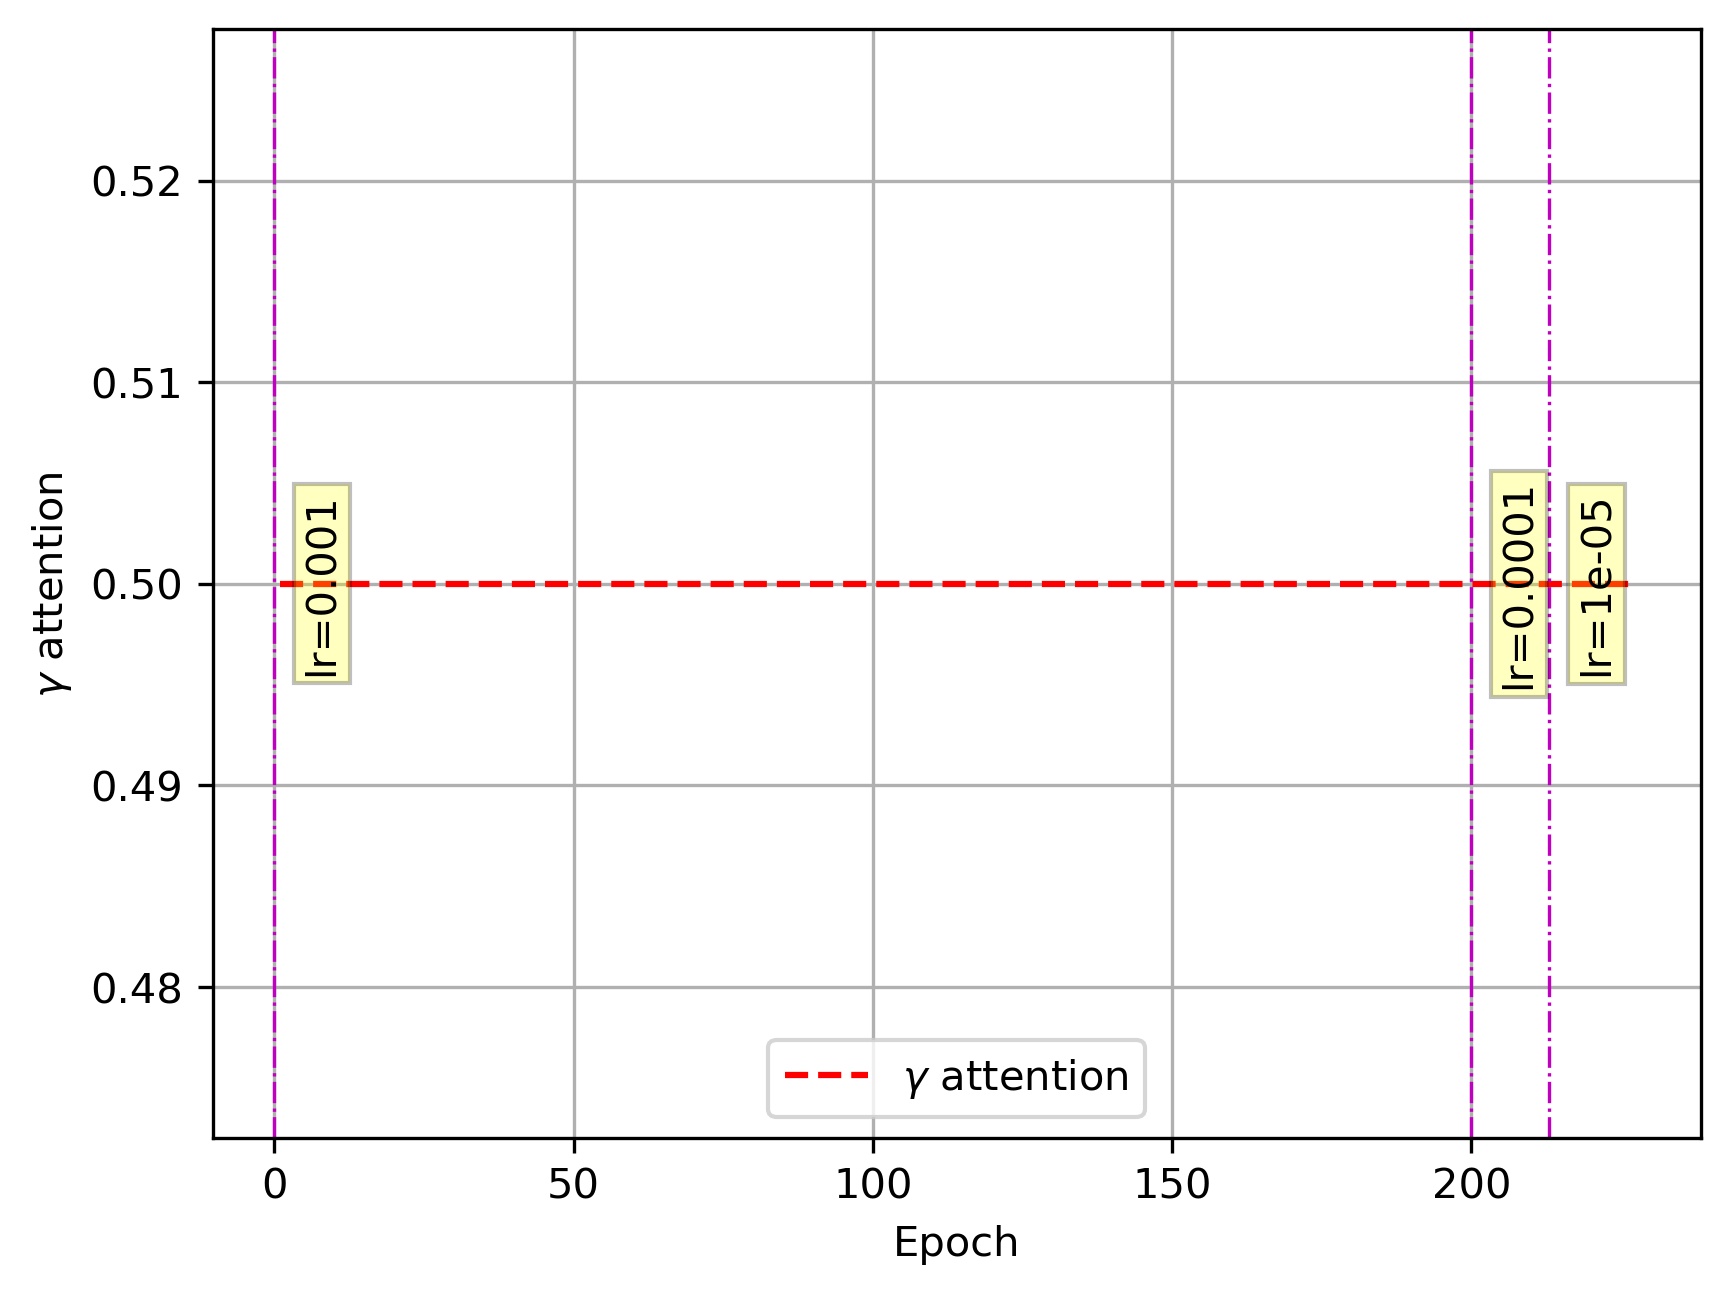 0.52
0.51
0.50
0.49
0.48
γ attention
lr=0.001
lr=0.0001
lr=1e-05
γ attention
0
50
100
150
200
Epoch